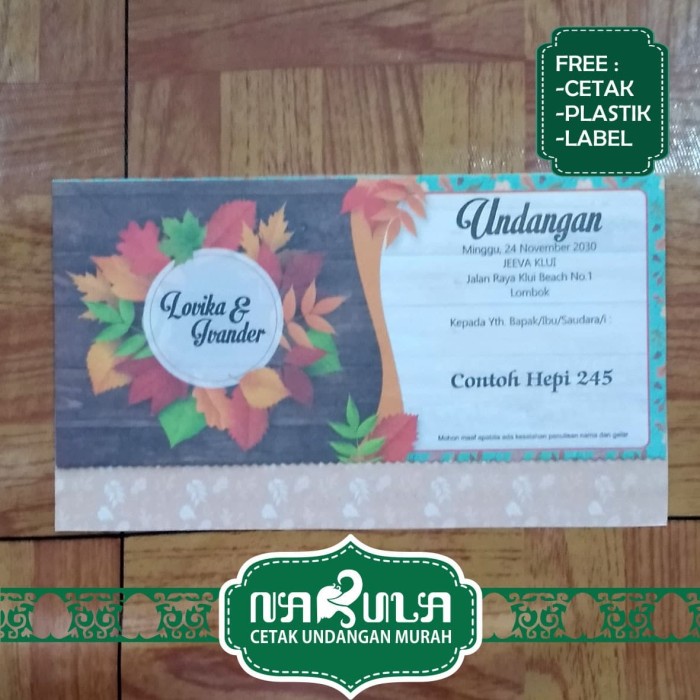 FREE :
-CETAK
-PLASTIK
-LABEL
Undangan
Minggu, 24 November 2030
JEEVA KLUI
Jalan Raya Klui Beach No.1
Lombok
Kepada Yth. Bapak/Ibu/Saudara/i :
Contoh Hepi 245
Mohon maaf apabila ada kesalahan penulisan nama dan gelar
Lovika &
Ivander
NAKULA
CETAK UNDANGAN MURAH